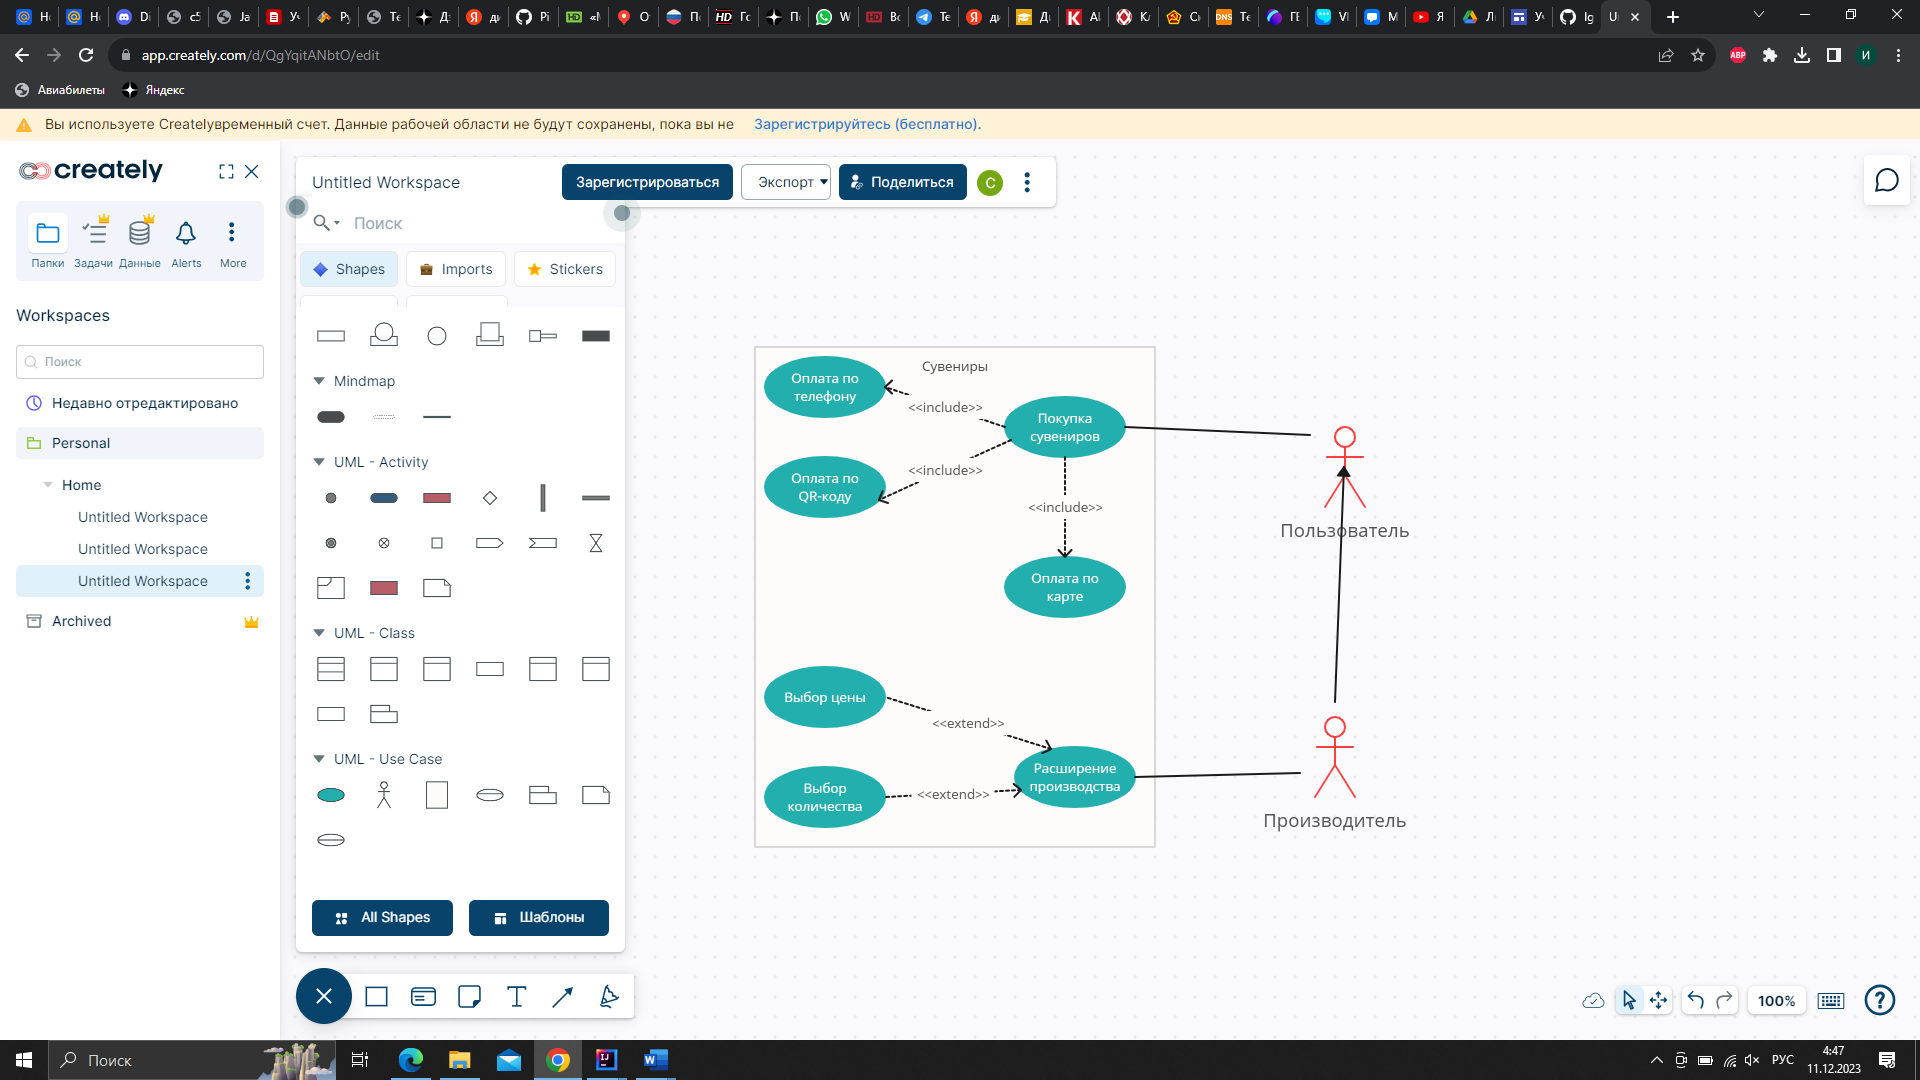 app.creately.com/d/QgYqitANbtO/edit
ABP
И
Авиабилеты
Яндекс
Вы используете Createlyвременный счет. Данные рабочей области не будут сохранены, пока вы не Зарегистрируйтесь (бесплатно).
creately
Папки
Задачи
Данные
Alerts
More
Workspaces
Поиск
Недавно отредактировано
Personal
Home
Untitled Workspace
Untitled Workspace
Untitled Workspace
Archived
Untitled Workspace
Зарегистрироваться
Экспорт
Поделиться
C
Поиск
Shapes
Imports
Stickers
Mindmap
UML - Activity
UML - Class
UML - Use Case
All Shapes
Шаблоны
Сувениры
Оплата по
телефону
<<include>>
Покупка
сувениров
<<include>>
Оплата по
QR-коду
<<include>>
Оплата по
карте
Пользователь
Выбор цены
<<extend>>
Расширение
производства
Выбор
количества
<<extend>>
Производитель
100%
Поиск
РУС
4:47
11.12.2023